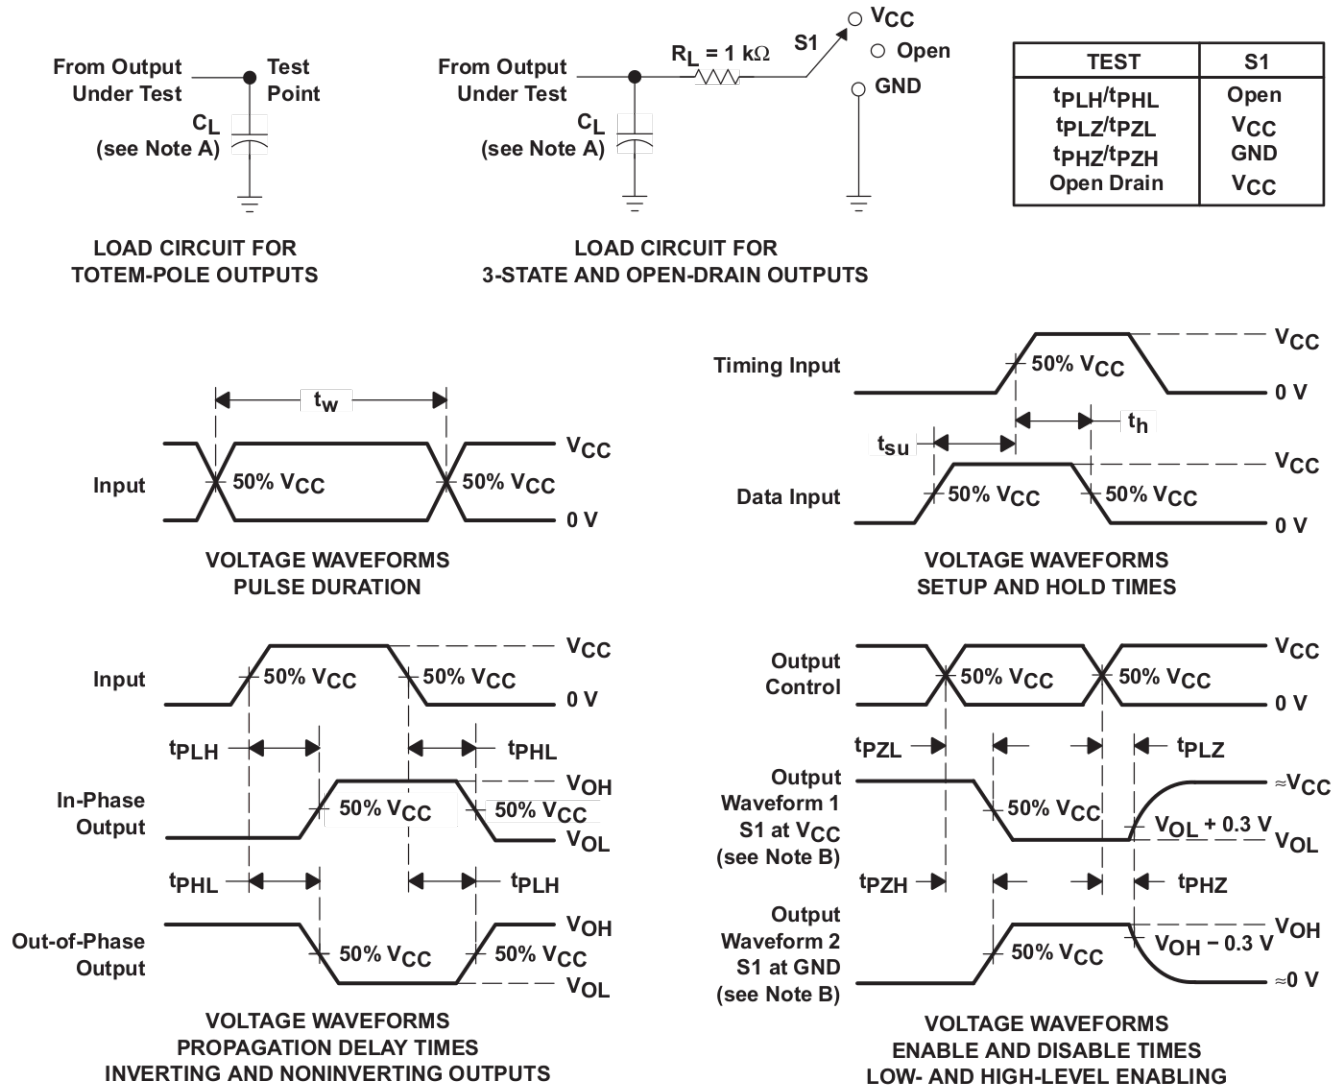 From Output
Under Test
Test
Point
CL
(see Note A)
LOAD CIRCUIT FOR
TOTEM-POLE OUTPUTS
From Output
Under Test
RL = 1 kΩ
S1
VCC
Open
GND
CL
(see Note A)
LOAD CIRCUIT FOR
3-STATE AND OPEN-DRAIN OUTPUTS
TEST S1
tPLH/tPHL Open
tPLZ/tPZL VCC
tPHZ/tPZH GND
Open Drain VCC
tw
Input
50% VCC
50% VCC
VCC
0 V
VOLTAGE WAVEFORMS
PULSE DURATION
Timing Input
50% VCC
VCC
0 V
tsu
th
Data Input
50% VCC
50% VCC
VCC
0 V
VOLTAGE WAVEFORMS
SETUP AND HOLD TIMES
Input
50% VCC
50% VCC
VCC
0 V
tPLH
tPHL
In-Phase
Output
50% VCC
50% VCC
VOH
VOL
tPHL
tPLH
Out-of-Phase
Output
50% VCC
50% VCC
VOH
VOL
VOLTAGE WAVEFORMS
PROPAGATION DELAY TIMES
INVERTING AND NONINVERTING OUTPUTS
Output
Control
50% VCC
50% VCC
VCC
0 V
tPZL
tPLZ
Output
Waveform 1
S1 at VCC
(see Note B)
50% VCC
VOL + 0.3 V
≈VCC
VOL
tPZH
tPHZ
Output
Waveform 2
S1 at GND
(see Note B)
50% VCC
VOH − 0.3 V
VOH
≈0 V
VOLTAGE WAVEFORMS
ENABLE AND DISABLE TIMES
LOW- AND HIGH-LEVEL ENABLING